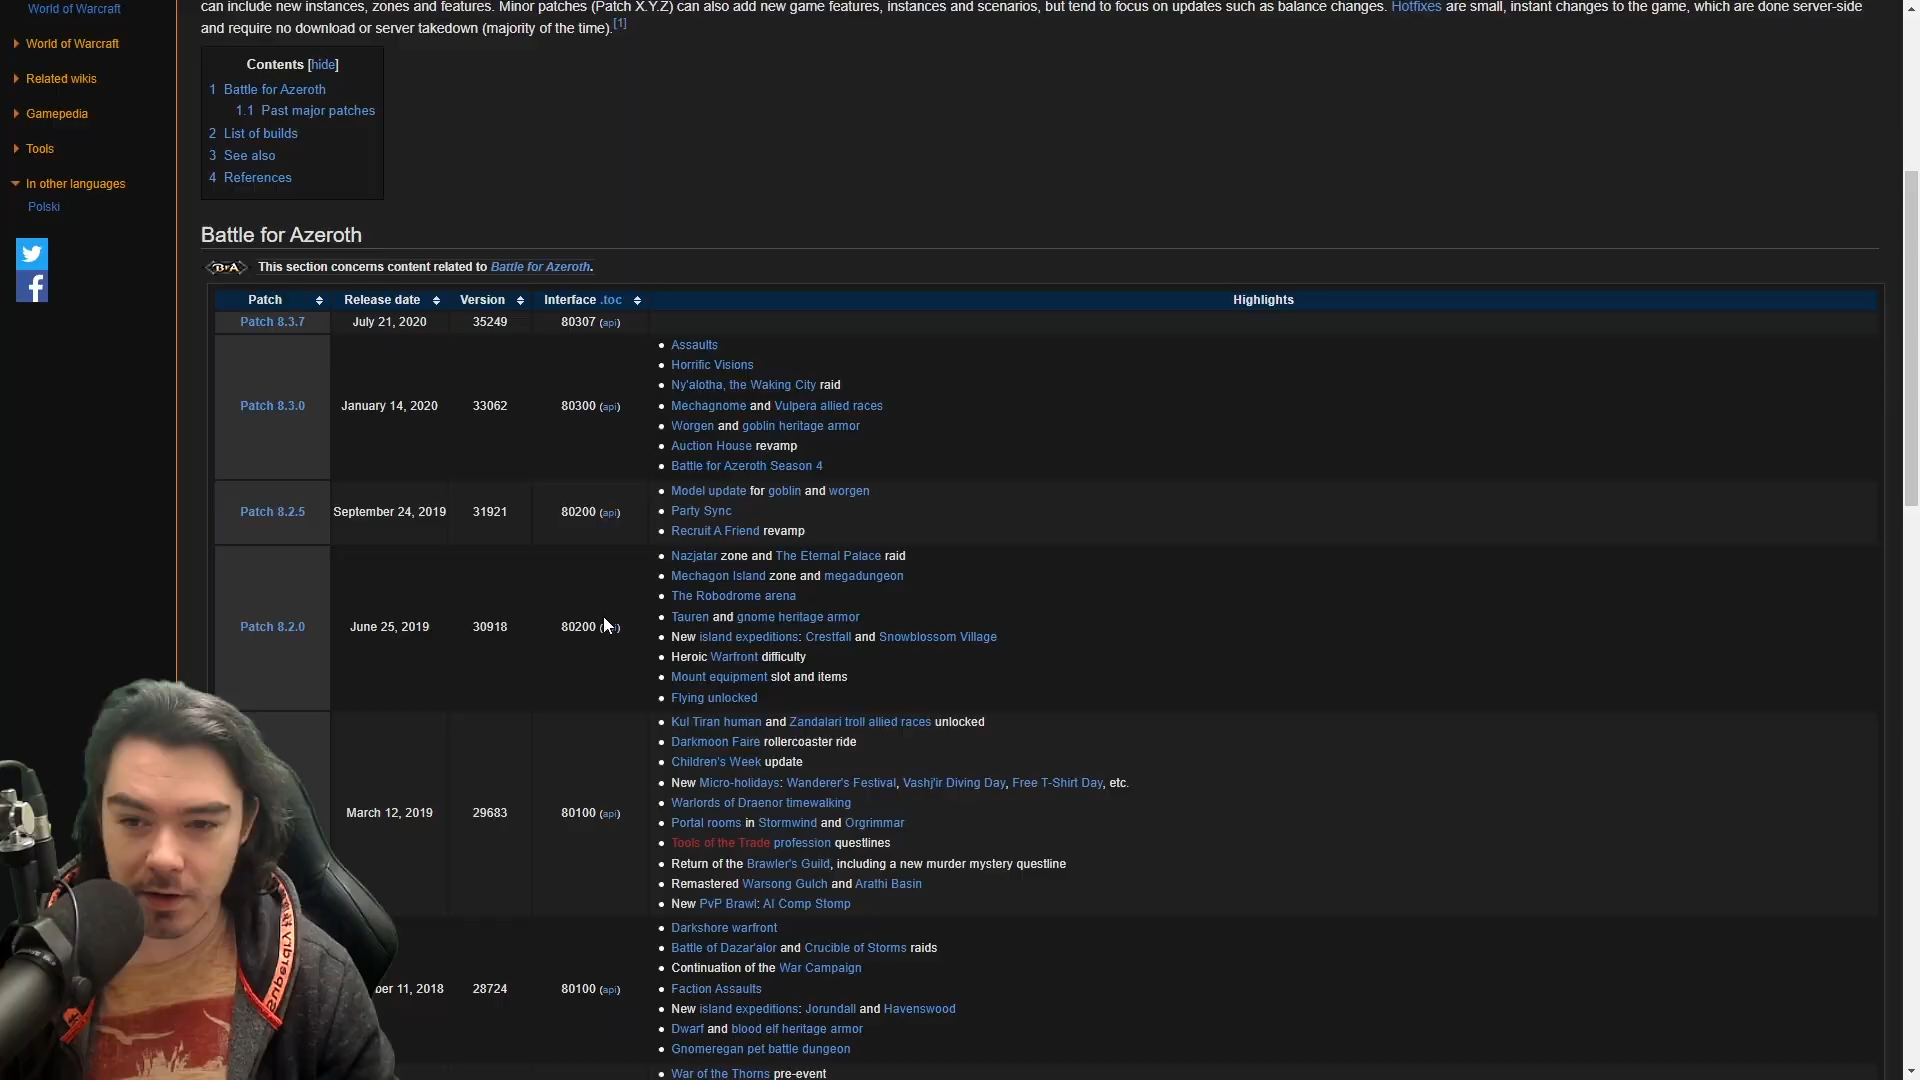 World of Warcraft
World of Warcraft
Related wikis
Gamepedia
Tools
In other languages
Polski
can include new instances, zones and features. Minor patches (Patch X.Y.Z) can also add new game features, instances and scenarios, but tend to focus on updates such as balance changes. Hotfixes are small, instant changes to the game, which are done server-side
and require no download or server takedown (majority of the time).[1]
Contents [hide]
1 Battle for Azeroth
1.1 Past major patches
2 List of builds
3 See also
4 References
Battle for Azeroth
BfA This section concerns content related to Battle for Azeroth.
Patch Release date Version Interface .toc Highlights
Patch 8.3.7 July 21, 2020 35249 80307 (api)
Patch 8.3.0 January 14, 2020 33062 80300 (api)
Assaults
Horrific Visions
Ny'alotha, the Waking City raid
Mechagnome and Vulpera allied races
Worgen and goblin heritage armor
Auction House revamp
Battle for Azeroth Season 4
Patch 8.2.5 September 24, 2019 31921 80200 (api)
Model update for goblin and worgen
Party Sync
Recruit A Friend revamp
Patch 8.2.0 June 25, 2019 30918 80200
Nazjatar zone and The Eternal Palace raid
Mechagon Island zone and megadungeon
The Robodrome arena
Tauren and gnome heritage armor
New island expeditions: Crestfall and Snowblossom Village
Heroic Warfront difficulty
Mount equipment slot and items
Flying unlocked
March 12, 2019 29683 80100 (api)
Kul Tiran human and Zandalari troll allied races unlocked
Darkmoon Faire rollercoaster ride
Children's Week update
New Micro-holidays: Wanderer's Festival, Vashj'ir Diving Day, Free T-Shirt Day, etc.
Warlords of Draenor timewalking
Portal rooms in Stormwind and Orgrimmar
Tools of the Trade profession questlines
Return of the Brawler's Guild, including a new murder mystery questline
Remastered Warsong Gulch and Arathi Basin
New PvP Brawl: AI Comp Stomp
ber 11, 2018 28724 80100 (api)
Darkshore warfront
Battle of Dazar'alor and Crucible of Storms raids
Continuation of the War Campaign
Faction Assaults
New island expeditions: Jorundall and Havenswood
Dwarf and blood elf heritage armor
Gnomeregan pet battle dungeon
War of the Thorns pre-event